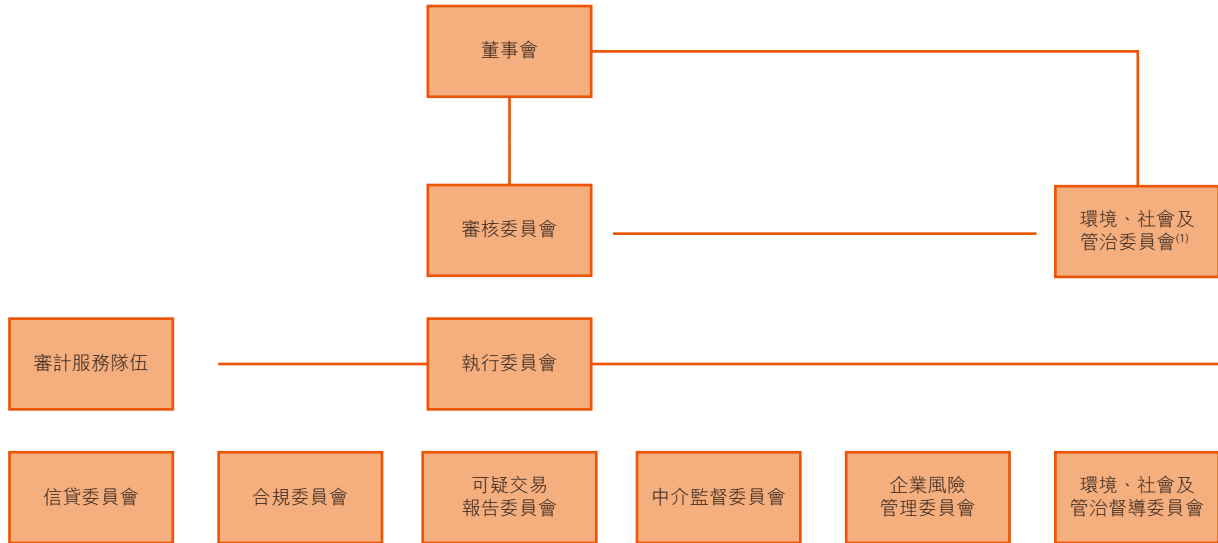 董事會
審核委員會
環境、社會及
管治委員會⁽¹⁾
審計服務隊伍
執行委員會
信貸委員會
合規委員會
可疑交易
報告委員會
中介監督委員會
企業風險
管理委員會
環境、社會及
管治督導委員會